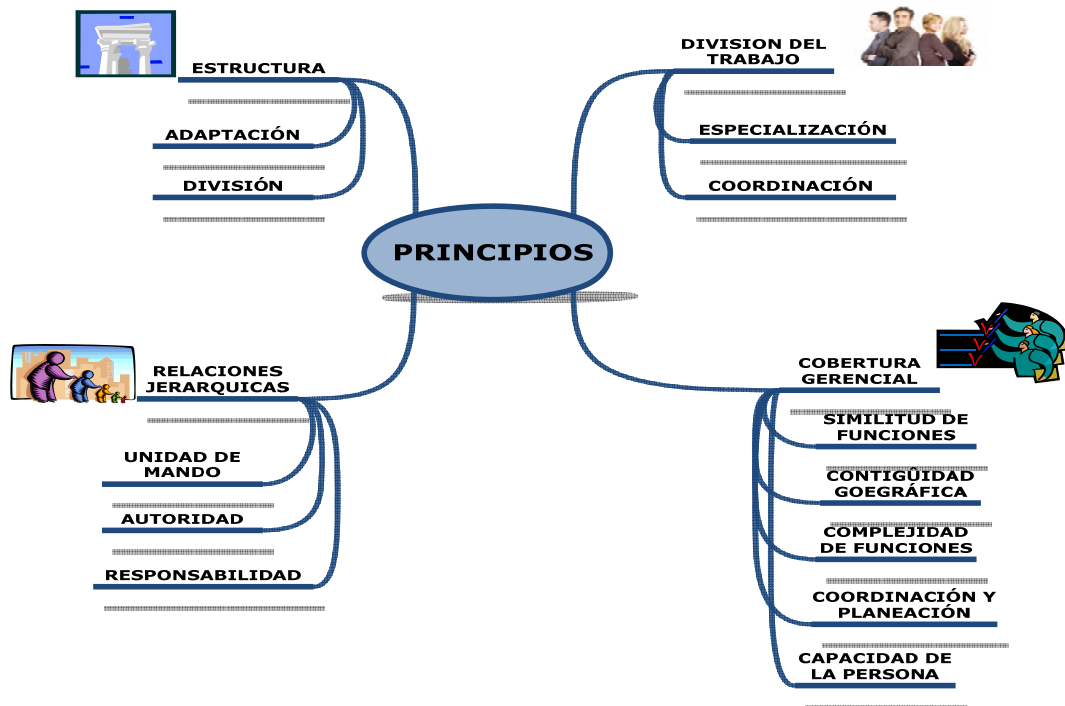 ESTRUCTURA
ADAPTACIÓN
DIVISIÓN
DIVISION DEL
TRABAJO
ESPECIALIZACIÓN
COORDINACIÓN
PRINCIPIOS
RELACIONES
JERARQUICAS
UNIDAD DE
MANDO
AUTORIDAD
RESPONSABILIDAD
COBERTURA
GERENCIAL
SIMILITUD DE
FUNCIONES
CONTIGÜIDAD
GOEGRÁFICA
COMPLEJIDAD
DE FUNCIONES
COORDINACIÓN Y
PLANEACIÓN
CAPACIDAD DE
LA PERSONA